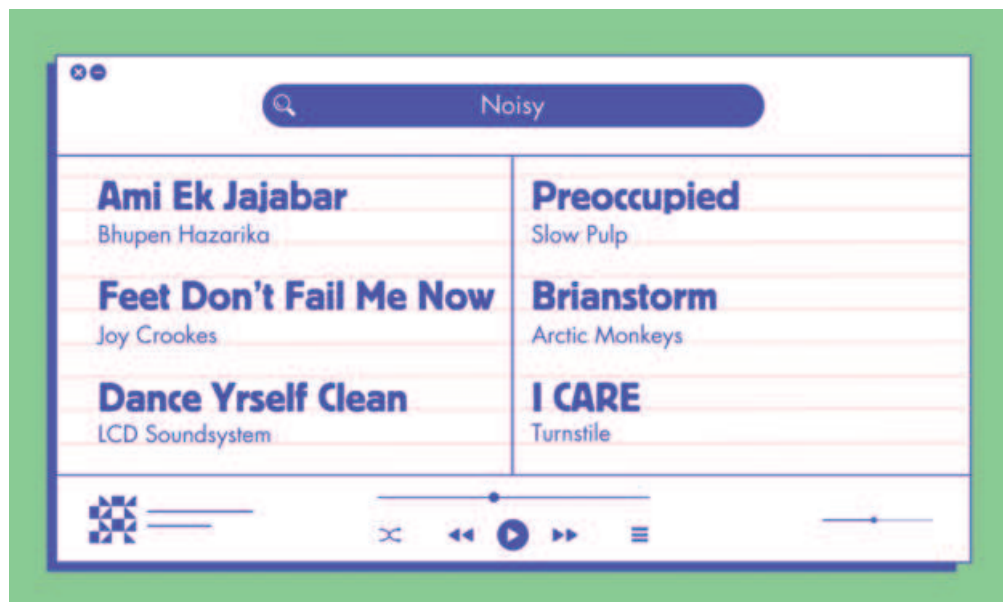 Noisy
Ami Ek Jajabar
Bhupen Hazarika
Feet Don't Fail Me Now
Joy Crookes
Dance Yrself Clean
LCD Soundsystem
Preoccupied
Slow Pulp
Brianstorm
Arctic Monkeys
I CARE
Turnstile